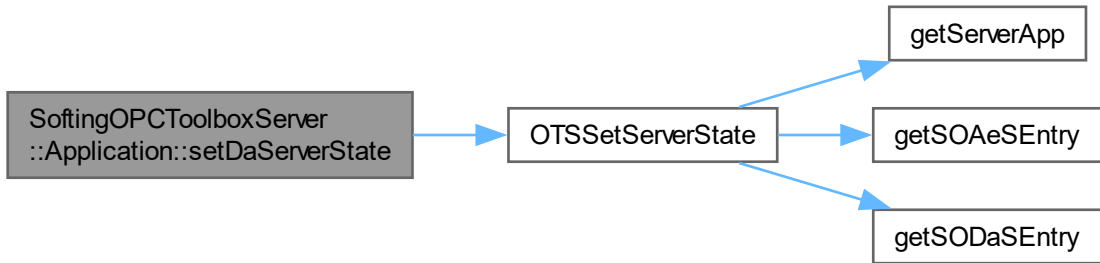 SoftingOPCToolboxServer
::Application::setDaServerState
OTSSetServerState
getServerApp
getSOAeSEntry
getSODaSEntry